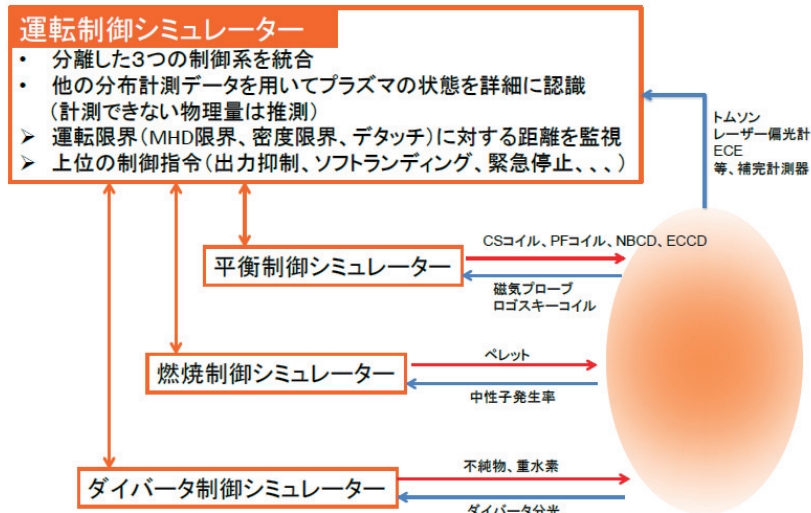 運転制御シミュレーター
• 分離した３つの制御系を統合
• 他の分布計測データを用いてプラズマの状態を詳細に認識
（計測できない物理量は推測）
➢ 運転限界（MHD限界、密度限界、デタッチ）に対する距離を監視
➢ 上位の制御指令（出力抑制、ソフトランディング、緊急停止、、、）
トムソン
レーザー偏光計
ECE
等、補完計測器
平衡制御シミュレーター
CSコイル、PFコイル、NBCD、ECCD
磁気プローブ
ロゴスキーコイル
燃焼制御シミュレーター
ペレット
中性子発生率
ダイバータ制御シミュレーター
不純物、重水素
ダイバータ分光